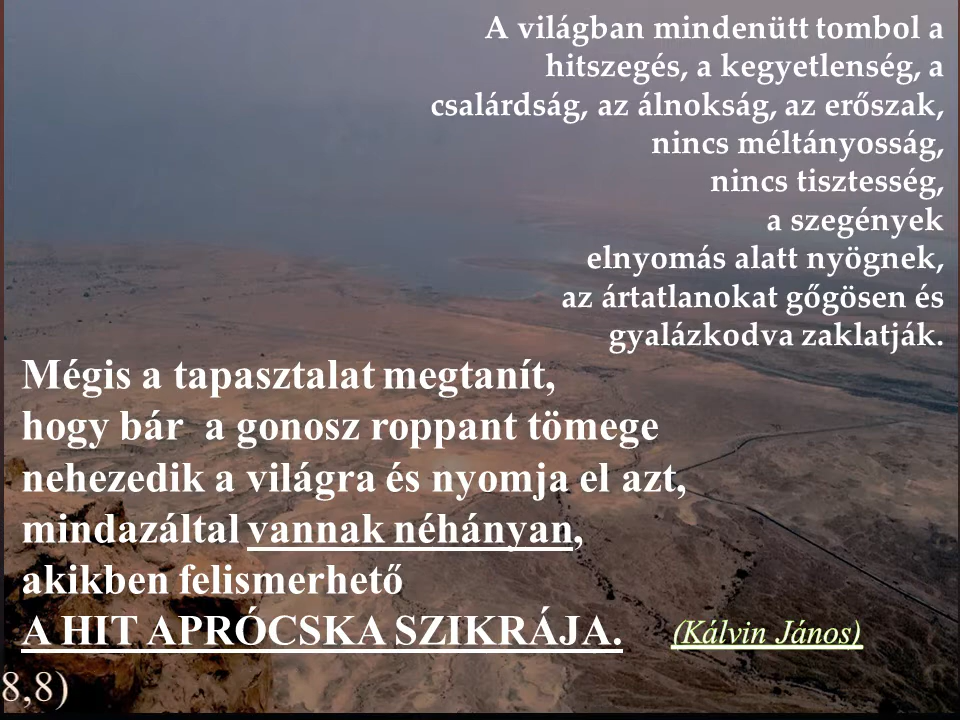 A világban mindenütt tombol a
hitszegés, a kegyetlenség, a
csalárdság, az álnokság, az erőszak,
nincs méltányosság,
nincs tisztesség,
a szegények
elnyomás alatt nyögnek,
az ártatlanokat gőgösen és
gyalázkodva zaklatják.
Mégis a tapasztalat megtanít,
hogy bár a gonosz roppant tömege
nehezedik a világra és nyomja el azt,
mindazáltal vannak néhányan,
akikben felismerhető
A HIT APRÓCSKA SZIKRÁJA. (Kálvin János)
8,8)